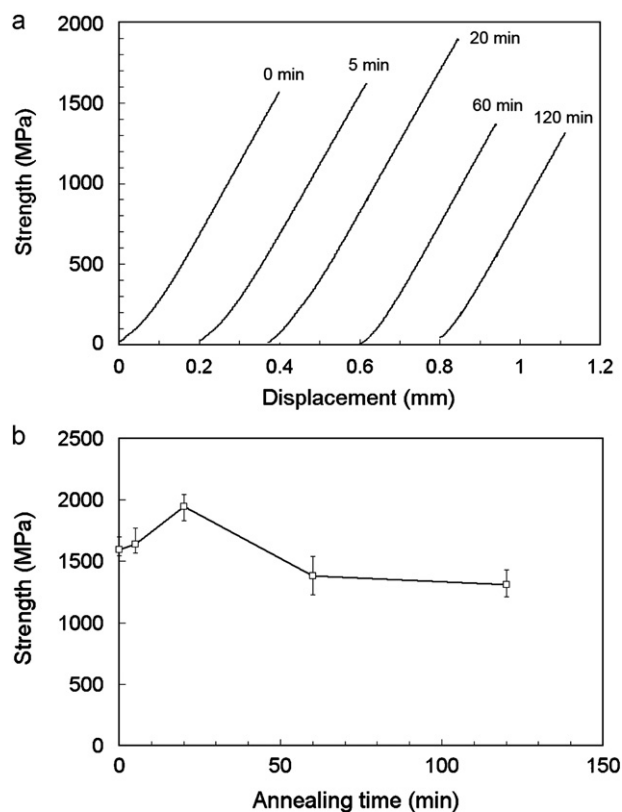 a
2000
1500
1000
500
0
Strength (MPa)
0 min
5 min
20 min
60 min
120 min
0
0.2
0.4
0.6
0.8
1
1.2
Displacement (mm)
b
2500
2000
1500
1000
500
0
Strength (MPa)
0
50
100
150
Annealing time (min)